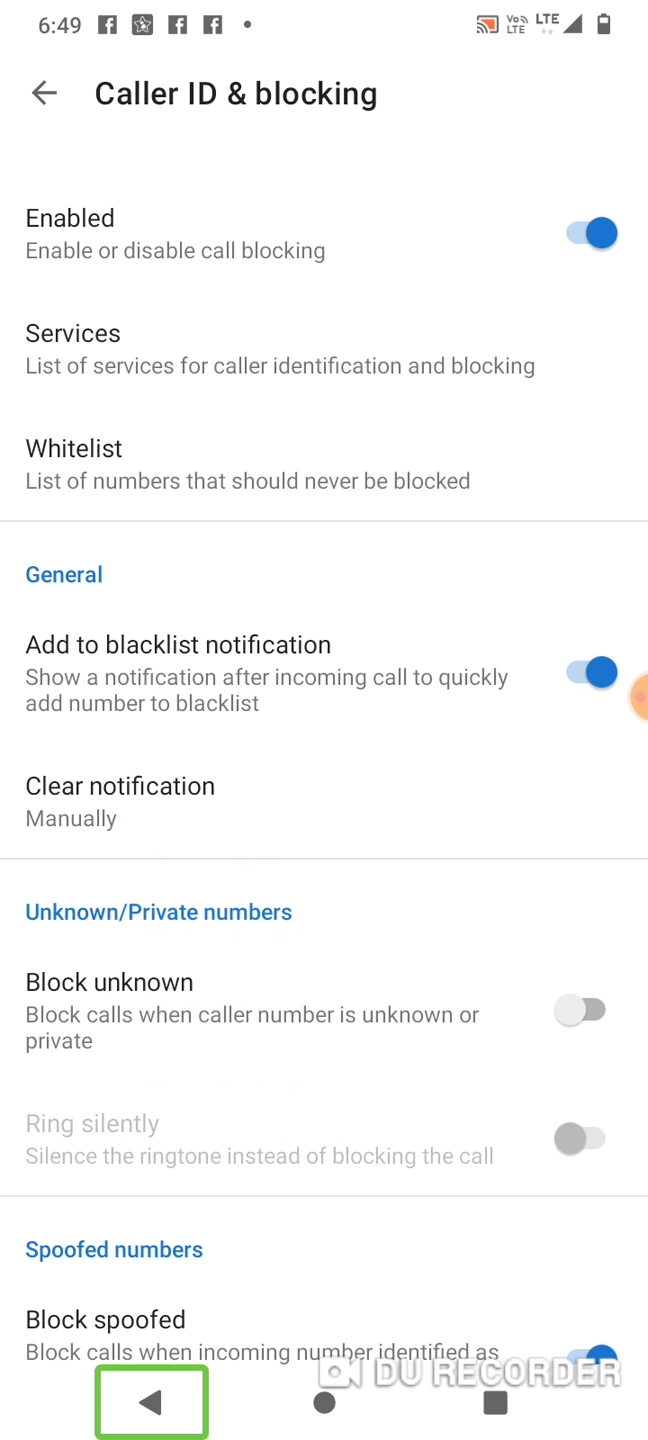 6:49
Vo
LTE
LTE
Caller ID & blocking
Enabled
Enable or disable call blocking
Services
List of services for caller identification and blocking
Whitelist
List of numbers that should never be blocked
General
Add to blacklist notification
Show a notification after incoming call to quickly
add number to blacklist
Clear notification
Manually
Unknown/Private numbers
Block unknown
Block calls when caller number is unknown or
private
Ring silently
Silence the ringtone instead of blocking the call
Spoofed numbers
Block spoofed
Block calls when incoming number identified as
DU RECORDER